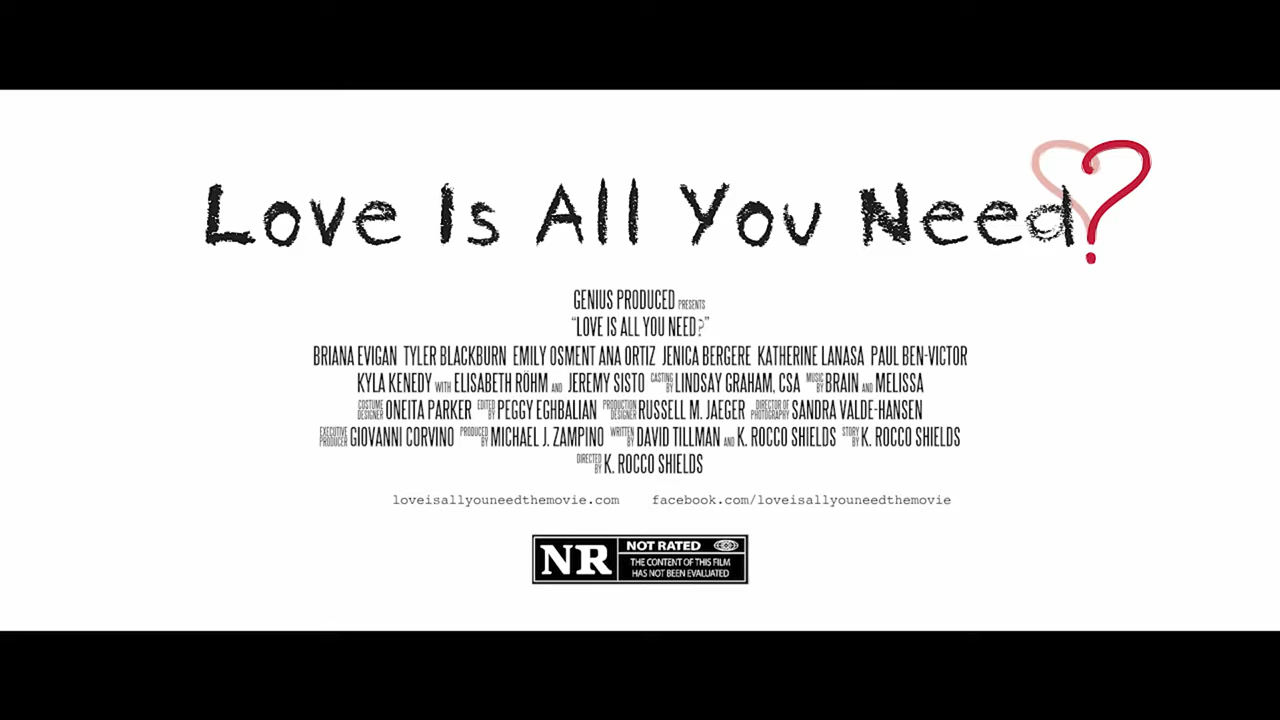 Love Is All You Need?
GENIUS PRODUCED PRESENTS
"LOVE IS ALL YOU NEED?"
BRIANA EVIGAN TYLER BLACKBURN EMILY OSMENT ANA ORTIZ JENICA BERGERE KATHERINE LANASA PAUL BEN-VICTOR
KYLA KENEDY WITH ELISABETH RÖHM AND JEREMY SISTO CASTING BY LINDSAY GRAHAM, CSA MUSIC BY BRAIN AND MELISSA
COSTUME DESIGNER ONEITA PARKER EDITED BY PEGGY EGHBALIAN PRODUCTION DESIGNER RUSSELL M. JAEGER DIRECTOR OF PHOTOGRAPHY SANDRA VALDE-HANSEN
EXECUTIVE PRODUCER GIOVANNI CORVINO PRODUCED BY MICHAEL J. ZAMPINO WRITTEN BY DAVID TILLMAN AND K. ROCCO SHIELDS STORY BY K. ROCCO SHIELDS
DIRECTED BY K. ROCCO SHIELDS
loveisallyouneedthemovie.com facebook.com/loveisallyouneedthemovie
NR NOT RATED
THE CONTENT OF THIS FILM
HAS NOT BEEN EVALUATED